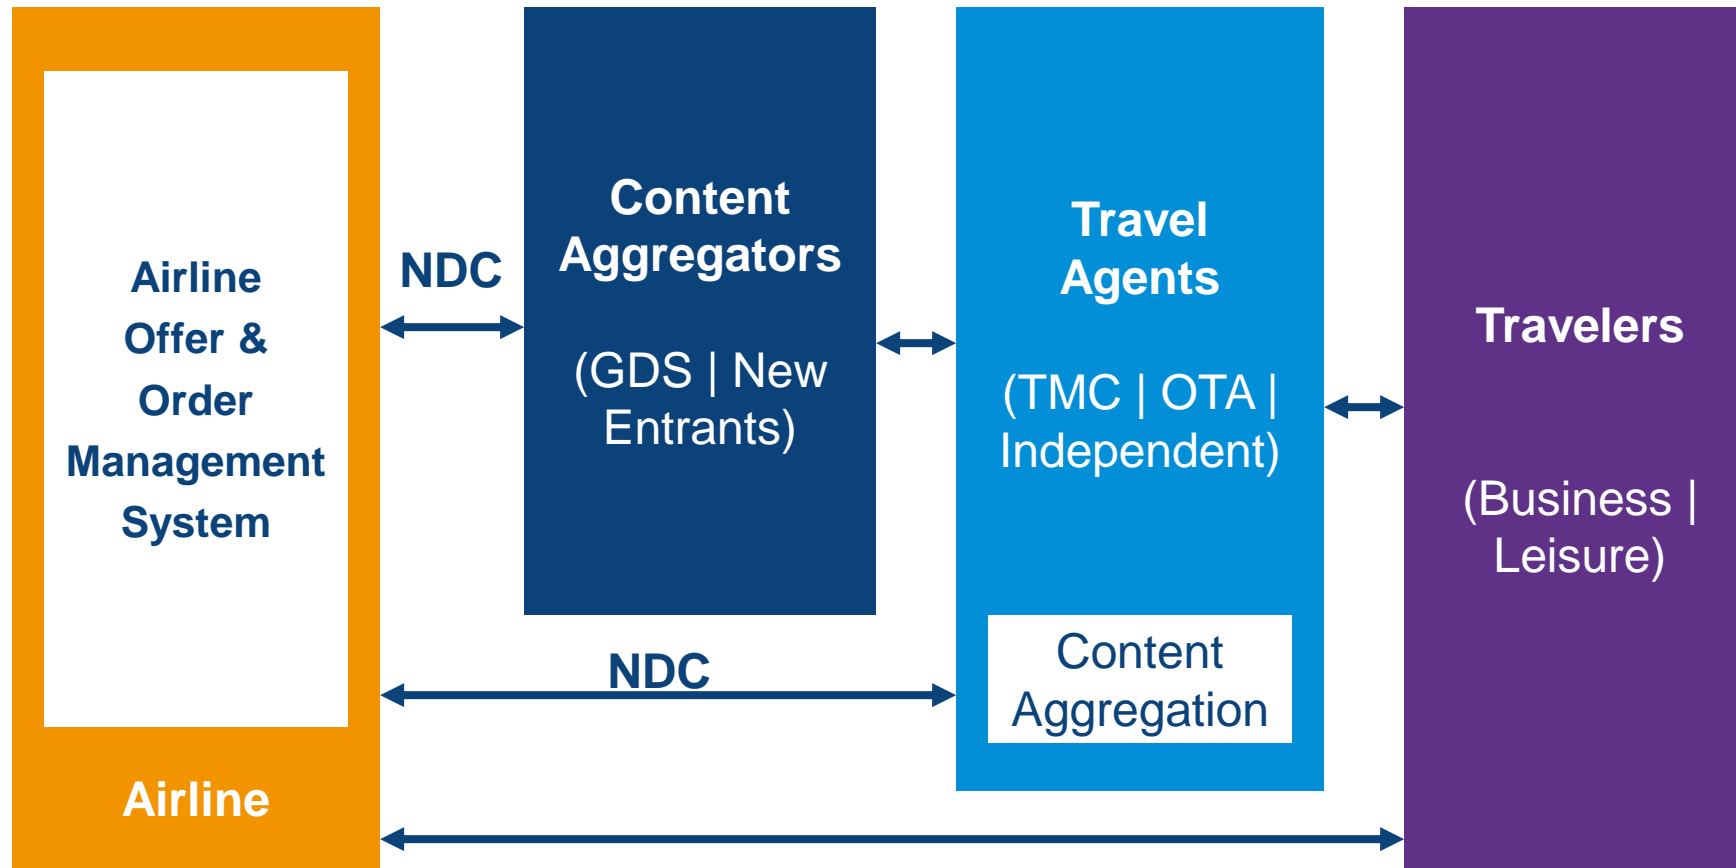 Airline
Offer &
Order
Management
System
Airline
NDC
Content
Aggregators
(GDS | New
Entrants)
NDC
Travel
Agents
(TMC | OTA |
Independent)
Content
Aggregation
Travelers
(Business |
Leisure)